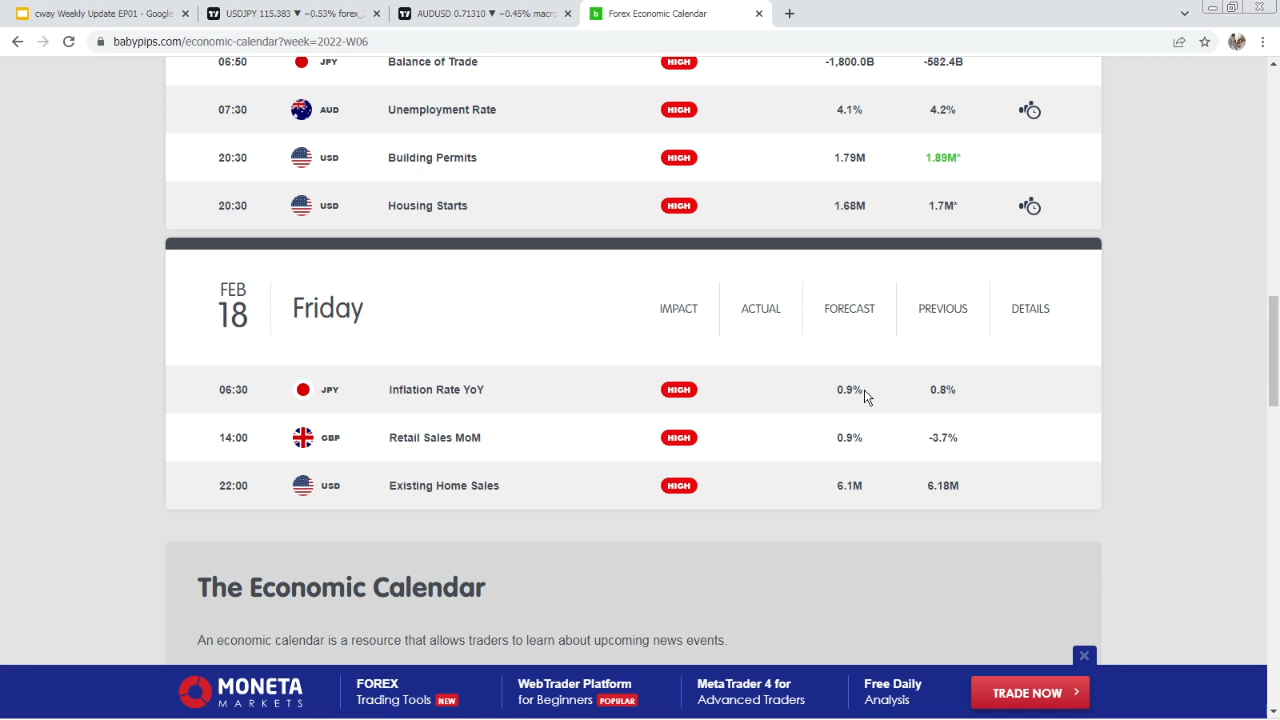 cway Weekly Update EP01 - Google
USDJPY 115.383 ▼ −0.53% forex_
AUDUSD 0.71310 ▼ −0.45% macro
Forex Economic Calendar
babypips.com/economic-calendar?week=2022-W06
06:50 JPY Balance of Trade HIGH -1,800.0B -582.4B
07:30 AUD Unemployment Rate HIGH 4.1% 4.2%
20:30 USD Building Permits HIGH 1.79M 1.89M*
20:30 USD Housing Starts HIGH 1.68M 1.7M*
FEB
18 Friday IMPACT ACTUAL FORECAST PREVIOUS DETAILS
06:30 JPY Inflation Rate YoY HIGH 0.9% 0.8%
14:00 GBP Retail Sales MoM HIGH 0.9% -3.7%
22:00 USD Existing Home Sales HIGH 6.1M 6.18M
The Economic Calendar
An economic calendar is a resource that allows traders to learn about upcoming news events.
MONETA
MARKETS
FOREX
Trading Tools NEW
WebTrader Platform
for Beginners POPULAR
MetaTrader 4 for
Advanced Traders
Free Daily
Analysis
TRADE NOW